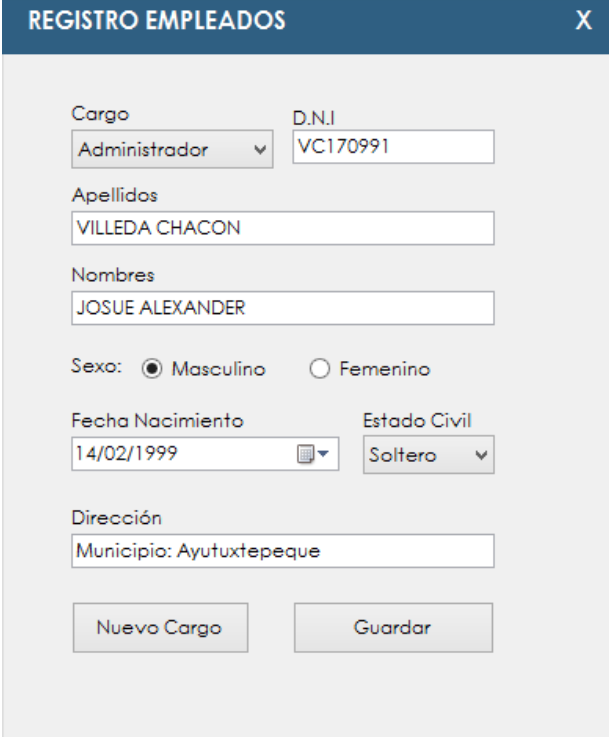 REGISTRO EMPLEADOS X
Cargo D.N.I
Administrador VC170991
Apellidos
VILLEDA CHACON
Nombres
JOSUE ALEXANDER
Sexo: Masculino Femenino
Fecha Nacimiento Estado Civil
14/02/1999 Soltero
Dirección
Municipio: Ayutuxtepeque
Nuevo Cargo Guardar